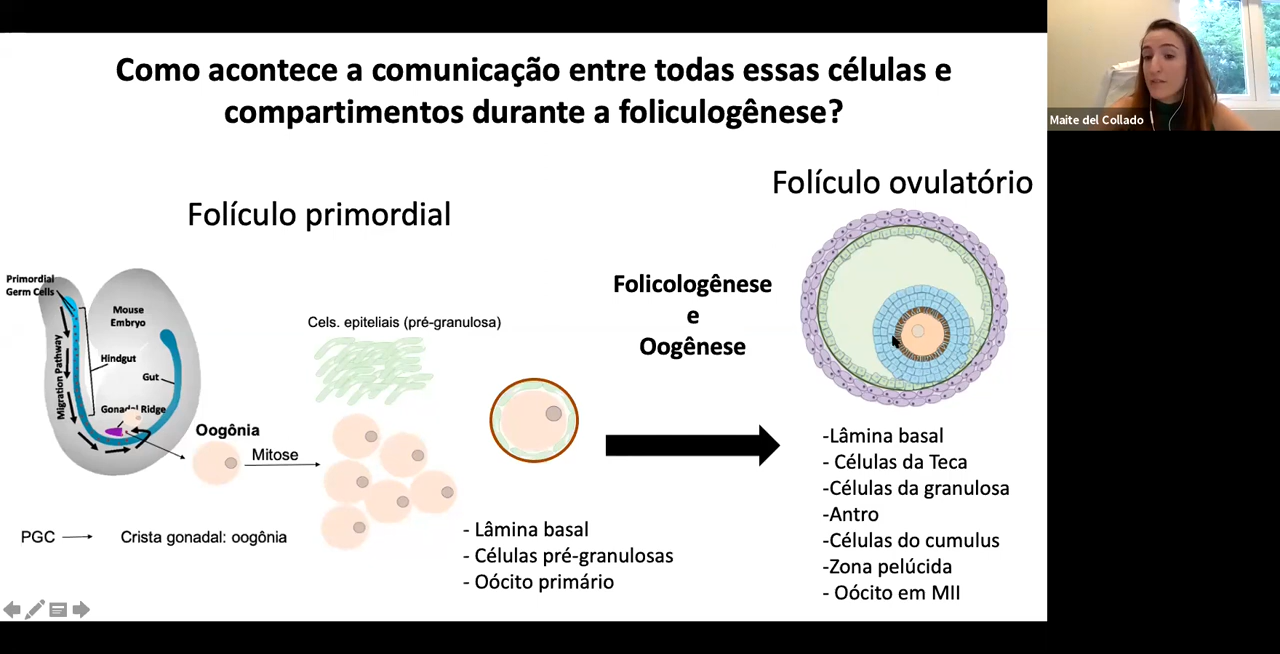 Como acontece a comunicação entre todas essas células e
compartimentos durante a foliculogênese?
Maite del Collado
Folículo primordial
Folículo ovulatório
Primordial
Germ Cells
Mouse
Embryo
Migration Pathway
Hindgut
Gut
Gonadal Ridge
Cels. epiteliais (pré-granulosa)
Folicologênese
e
Oogênese
Oogônia
Mitose
PGC
Crista gonadal: oogônia
- Lâmina basal
- Células pré-granulosas
- Oócito primário
-Lâmina basal
- Células da Teca
-Células da granulosa
-Antro
-Células do cumulus
-Zona pelúcida
- Oócito em MII